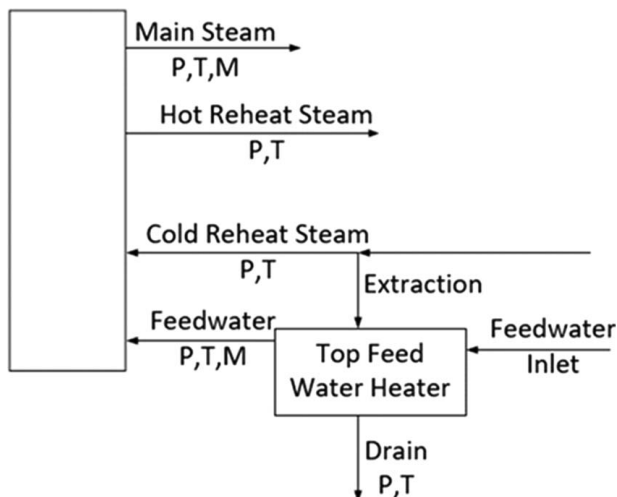 Main Steam
P,T,M
Hot Reheat Steam
P,T
Cold Reheat Steam
P,T
Extraction
Feedwater
P,T,M
Top Feed
Water Heater
Feedwater
Inlet
Drain
P,T